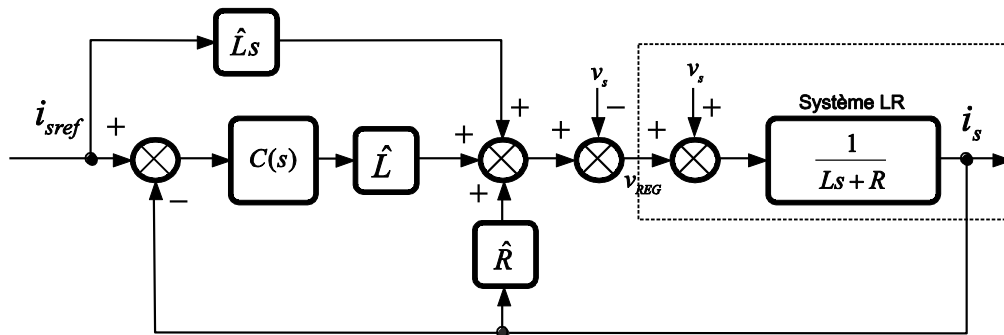 L̂s
v_s
v_s
−
+
+
Système LR
i_sref
+
C(s)
L̂
+
+
+
v_REG
+
1
Ls + R
i_s
−
+
R̂